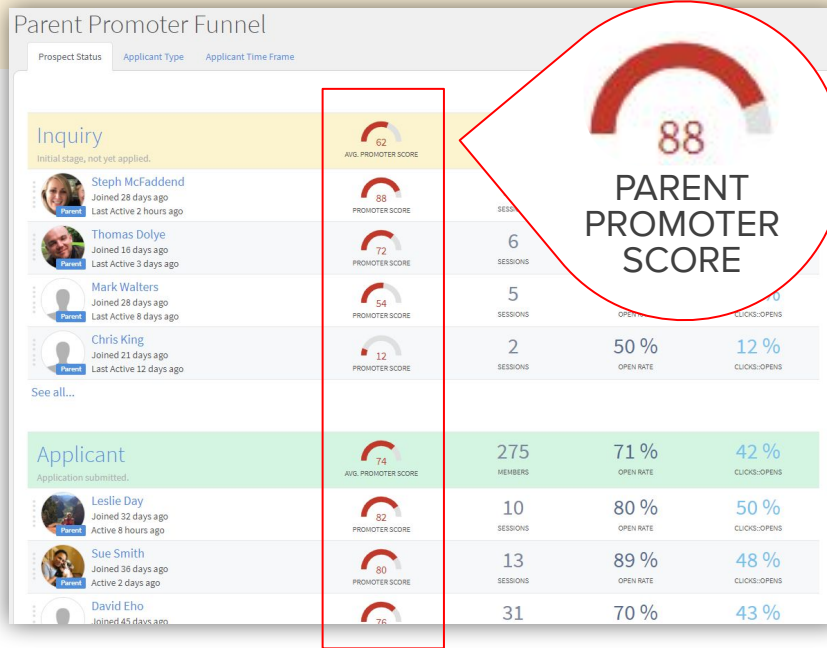 Parent Promoter Funnel
Prospect Status Applicant Type Applicant Time Frame
88
PARENT
PROMOTER
SCORE
Inquiry
Initial stage, not yet applied.
62
AVG. PROMOTER SCORE
Steph McFaddend
Joined 28 days ago
Parent Last Active 2 hours ago
88
PROMOTER SCORE
Thomas Dolye
Joined 16 days ago
Parent Last Active 3 days ago
72
PROMOTER SCORE
6
SESSIONS
Mark Walters
Joined 28 days ago
Parent Last Active 8 days ago
54
PROMOTER SCORE
5
SESSIONS
CLICKS::OPENS
Chris King
Joined 21 days ago
Parent Last Active 12 days ago
12
PROMOTER SCORE
2
SESSIONS
50 %
OPEN RATE
12 %
CLICKS::OPENS
See all...
Applicant
Application submitted.
74
AVG. PROMOTER SCORE
275
MEMBERS
71 %
OPEN RATE
42 %
CLICKS::OPENS
Leslie Day
Joined 32 days ago
Parent Active 8 hours ago
82
PROMOTER SCORE
10
SESSIONS
80 %
OPEN RATE
50 %
CLICKS::OPENS
Sue Smith
Joined 36 days ago
Parent Active 2 days ago
80
PROMOTER SCORE
13
SESSIONS
89 %
OPEN RATE
48 %
CLICKS::OPENS
David Eho
Joined 45 days ago
76
31
70 %
43 %